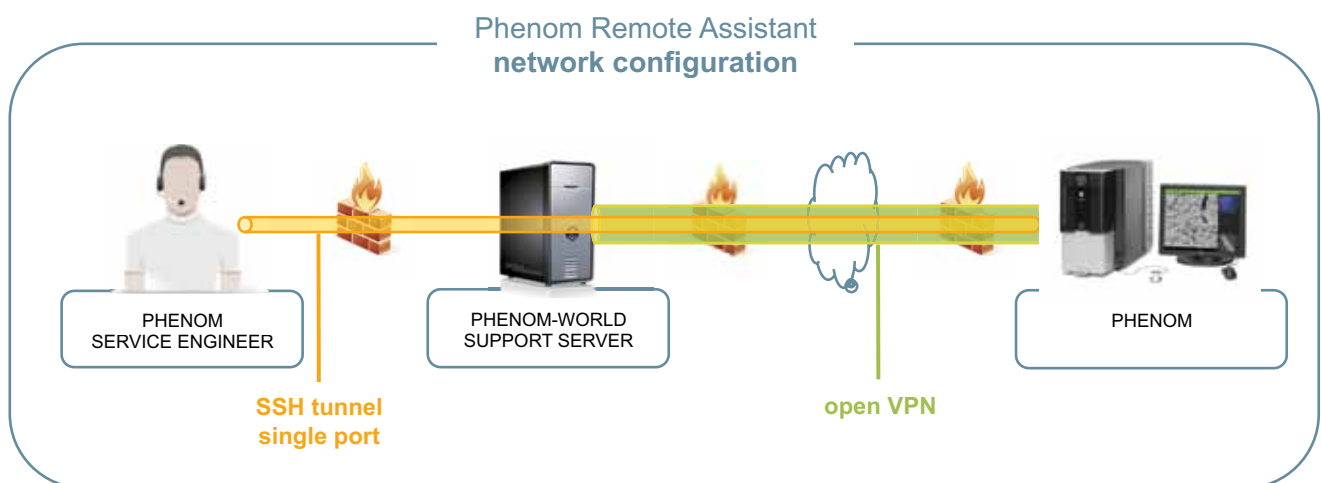 Phenom Remote Assistant
network configuration
PHENOM
SERVICE ENGINEER
PHENOM-WORLD
SUPPORT SERVER
PHENOM
SSH tunnel
single port
open VPN